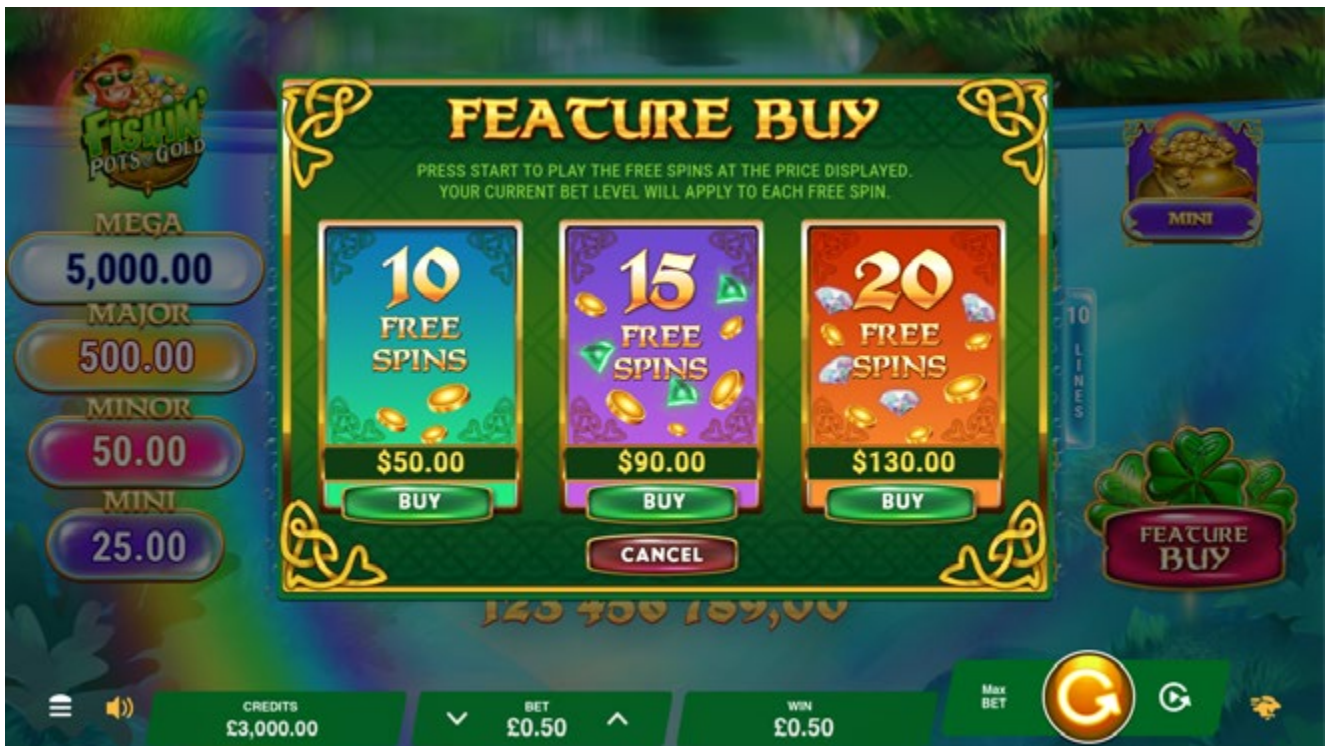 FISHIN'
POTS OF GOLD
MEGA
5,000.00
MAJOR
500.00
MINOR
50.00
MINI
25.00
FEATURE BUY
PRESS START TO PLAY THE FREE SPINS AT THE PRICE DISPLAYED.
YOUR CURRENT BET LEVEL WILL APPLY TO EACH FREE SPIN.
10
FREE
SPINS
$50.00
BUY
15
FREE
SPINS
$90.00
BUY
20
FREE
SPINS
$130.00
BUY
CANCEL
MINI
10
LINES
FEATURE
BUY
123 456 789,00
CREDITS
£3,000.00
BET
£0.50
WIN
£0.50
Max
BET